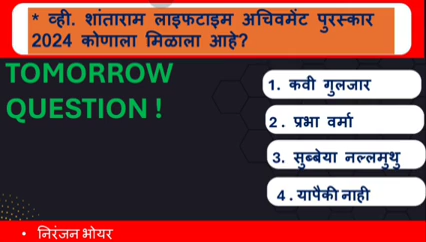 * व्ही. शांताराम लाइफटाइम अचिवमेंट पुरस्कार
2024 कोणाला मिळाला आहे?
TOMORROW
QUESTION !
1. कवी गुलजार
2 . प्रभा वर्मा
3. सुब्बेया नल्लमुथु
4 . यापैकी नाही
• निरंजन भोयर